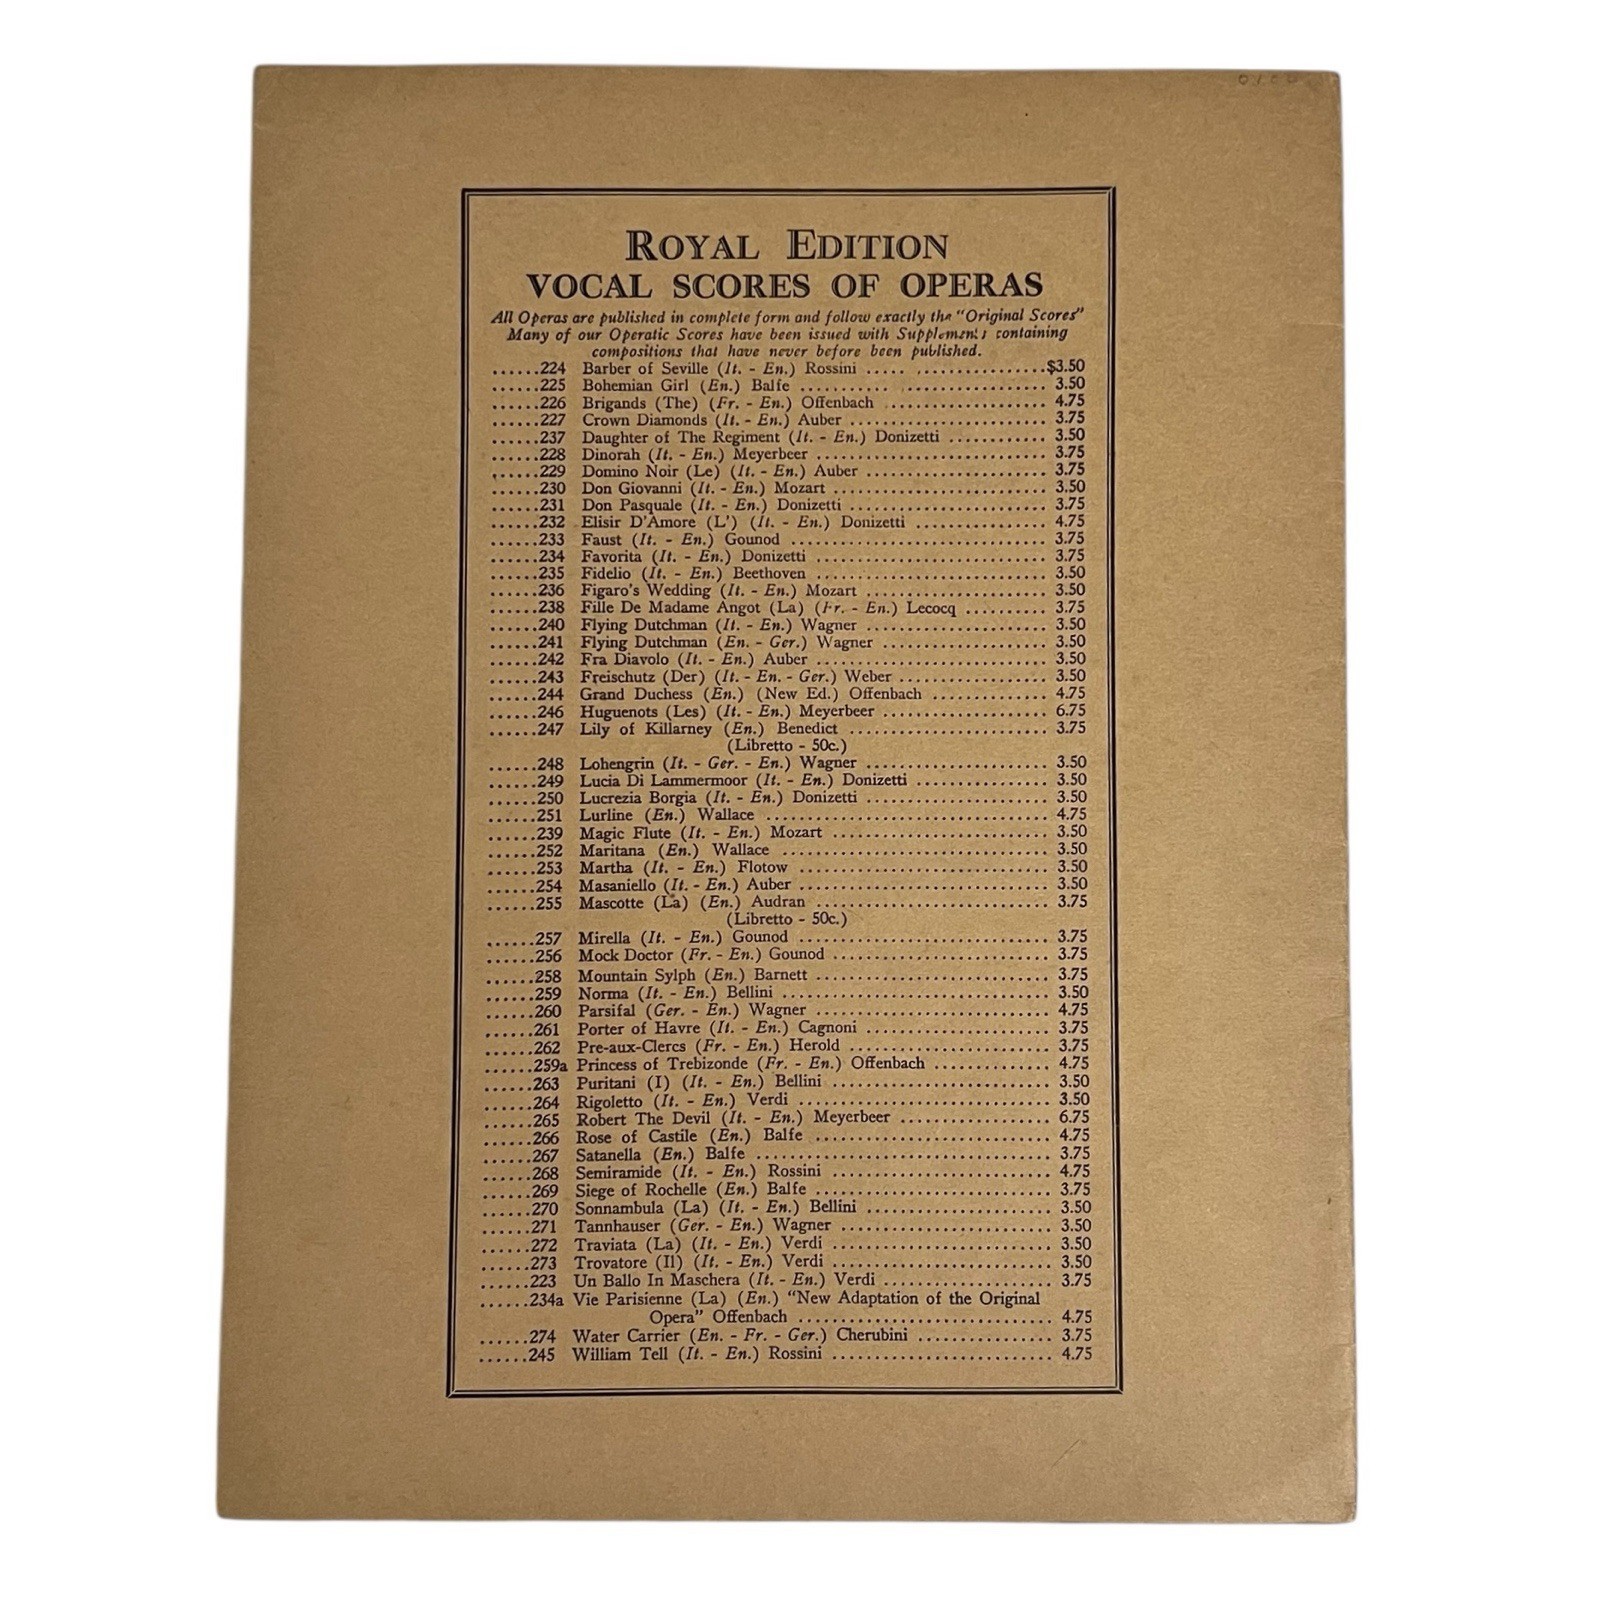 ROYAL EDITION
VOCAL SCORES OF OPERAS
All Operas are published in complete form and follow exactly the "Original Scores"
Many of our Operatic Scores have been issued with Supplements containing
compositions that have never before been published.
......224 Barber of Seville (It. - En.) Rossini ..... ................$3.50
......225 Bohemian Girl (En.) Balfe ........... .................. 3.50
......226 Brigands (The) (Fr. - En.) Offenbach .................... 4.75
......227 Crown Diamonds (It. - En.) Auber ........................ 3.75
......237 Daughter of The Regiment (It. - En.) Donizetti ............ 3.50
......228 Dinorah (It. - En.) Meyerbeer ............................ 3.75
......229 Domino Noir (Le) (It. - En.) Auber ...................... 3.75
......230 Don Giovanni (It. - En.) Mozart .......................... 3.50
......231 Don Pasquale (It. - En.) Donizetti ........................ 3.75
......232 Elisir D'Amore (L') (It. - En.) Donizetti ................ 4.75
......233 Faust (It. - En.) Gounod ................................ 3.75
......234 Favorita (It. - En.) Donizetti ............................ 3.75
......235 Fidelio (It. - En.) Beethoven ............................ 3.50
......236 Figaro's Wedding (It. - En.) Mozart ...................... 3.50
......238 Fille De Madame Angot (La) (Fr. - En.) Lecocq .......... 3.75
......240 Flying Dutchman (It. - En.) Wagner ...................... 3.50
......241 Flying Dutchman (En. - Ger.) Wagner .................... 3.50
......242 Fra Diavolo (It. - En.) Auber ............................ 3.50
......243 Freischutz (Der) (It. - En. - Ger.) Weber ................ 3.50
......244 Grand Duchess (En.) (New Ed.) Offenbach .............. 4.75
......246 Huguenots (Les) (It. - En.) Meyerbeer .................... 6.75
......247 Lily of Killarney (En.) Benedict ........................ 3.75
(Libretto - 50c.)
......248 Lohengrin (It. - Ger. - En.) Wagner ...................... 3.50
......249 Lucia Di Lammermoor (It. - En.) Donizetti ................ 3.50
......250 Lucrezia Borgia (It. - En.) Donizetti ...................... 3.50
......251 Lurline (En.) Wallace .................................... 4.75
......239 Magic Flute (It. - En.) Mozart .......................... 3.50
......252 Maritana (En.) Wallace .................................. 3.50
......253 Martha (It. - En.) Flotow ................................ 3.50
......254 Masaniello (It. - En.) Auber .............................. 3.50
......255 Mascotte (La) (En.) Audran .............................. 3.75
(Libretto - 50c.)
......257 Mirella (It. - En.) Gounod ................................ 3.75
......256 Mock Doctor (Fr. - En.) Gounod .......................... 3.75
......258 Mountain Sylph (En.) Barnett ............................ 3.75
......259 Norma (It. - En.) Bellini .................................. 3.50
......260 Parsifal (Ger. - En.) Wagner .............................. 4.75
......261 Porter of Havre (It. - En.) Cagnoni ...................... 3.75
......262 Pre-aux-Clercs (Fr. - En.) Herold ........................ 3.75
......259a Princess of Trebizonde (Fr. - En.) Offenbach .............. 4.75
......263 Puritani (I) (It. - En.) Bellini ............................ 3.50
......264 Rigoletto (It. - En.) Verdi ................................ 3.50
......265 Robert The Devil (It. - En.) Meyerbeer .................... 6.75
......266 Rose of Castile (En.) Balfe .............................. 4.75
......267 Satanella (En.) Balfe .................................... 3.75
......268 Semiramide (It. - En.) Rossini ............................ 4.75
......269 Siege of Rochelle (En.) Balfe .............................. 3.75
......270 Sonnambula (La) (It. - En.) Bellini ........................ 3.50
......271 Tannhauser (Ger. - En.) Wagner .......................... 3.50
......272 Traviata (La) (It. - En.) Verdi ............................ 3.50
......273 Trovatore (Il) (It. - En.) Verdi ............................ 3.50
......223 Un Ballo In Maschera (It. - En.) Verdi .................... 3.75
......234a Vie Parisienne (La) (En.) "New Adaptation of the Original
Opera" Offenbach ................................ 4.75
......274 Water Carrier (En. - Fr. - Ger.) Cherubini ................ 3.75
......245 William Tell (It. - En.) Rossini ............................ 4.75